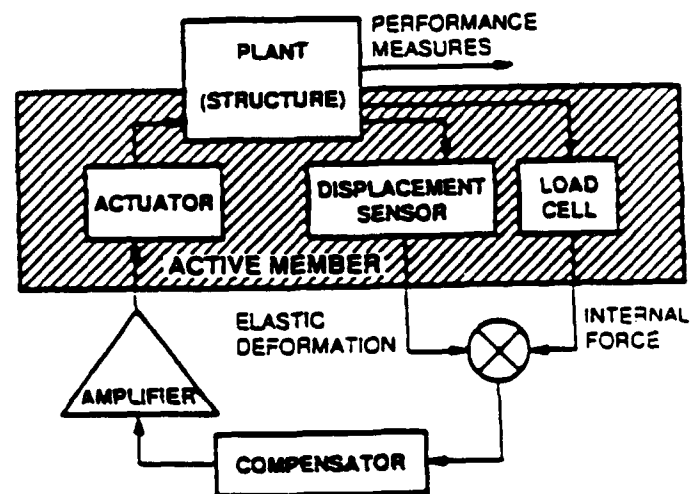 PERFORMANCE
MEASURES
PLANT
(STRUCTURE)
ACTUATOR
DISPLACEMENT
SENSOR
LOAD
CELL
ACTIVE MEMBER
ELASTIC
DEFORMATION
INTERNAL
FORCE
AMPLIFIER
COMPENSATOR